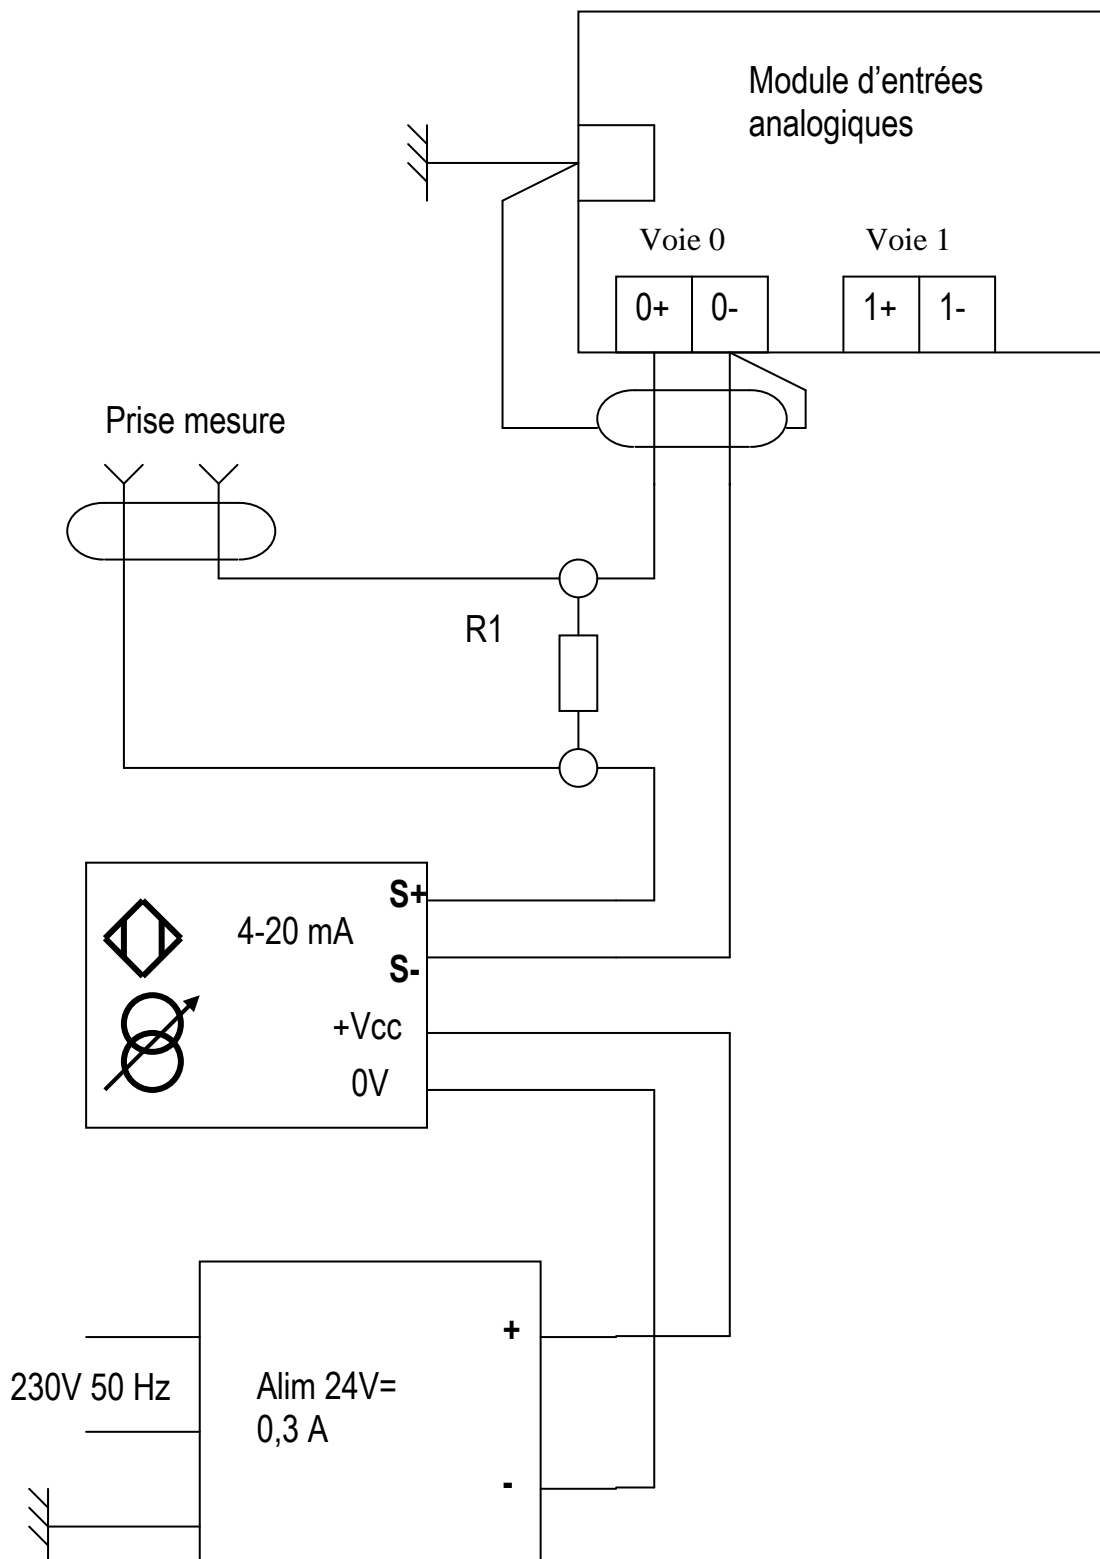 Module d'entrées
analogiques
Voie 0
Voie 1
0+
0-
1+
1-
Prise mesure
R1
S+
4-20 mA
S-
+Vcc
0V
+
230V 50 Hz
Alim 24V=
0,3 A
-